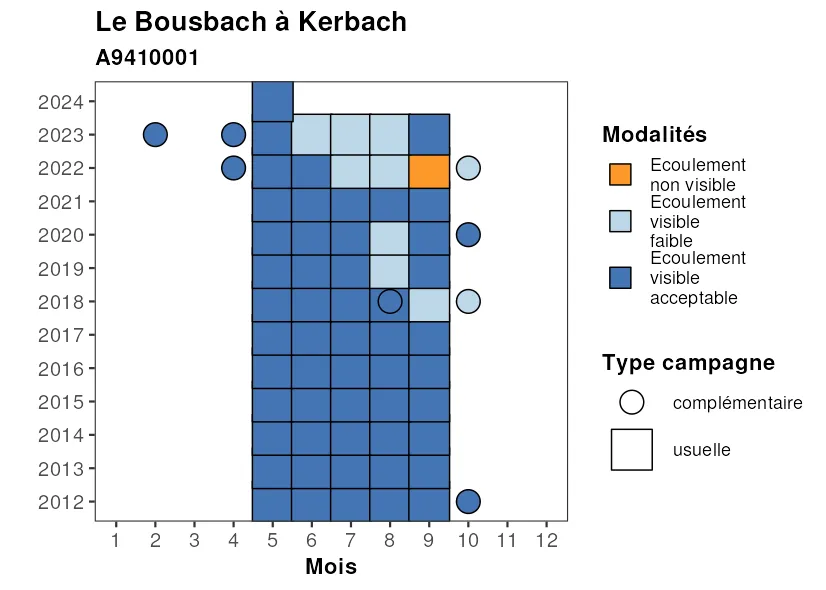 Le Bousbach à Kerbach
A9410001
2024
2023
2022
2021
2020
2019
2018
2017
2016
2015
2014
2013
2012
1 2 3 4 5 6 7 8 9 10 11 12
Mois
Modalités
Ecoulement
non visible
Ecoulement
visible
faible
Ecoulement
visible
acceptable
Type campagne
complémentaire
usuelle